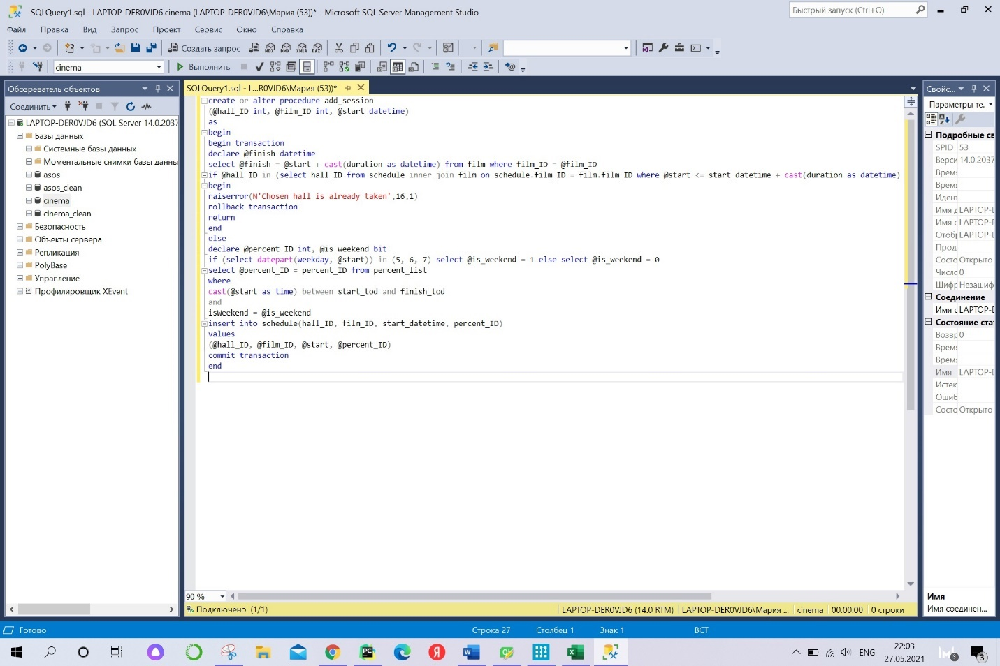 SQLQuery1.sql - LAPTOP-DER0VJD6.cinema (LAPTOP-DER0VJD6\Мария (53))* - Microsoft SQL Server Management Studio
Быстрый запуск (Ctrl+Q)
Файл Правка Вид Запрос Проект Сервис Окно Справка
Создать запрос
cinema
Выполнить
Обозреватель объектов
SQLQuery1.sql - L...R0VJD6\Мария (53))*
Свойс...
Соединить
Параметры те.
LAPTOP-DER0VJD6 (SQL Server 14.0.2037
Базы данных
Системные базы данных
Моментальные снимки базы данны
asos
asos_clean
cinema
cinema_clean
Безопасность
Объекты сервера
Репликация
PolyBase
Управление
Профилировщик XEvent
create or alter procedure add_session
(@hall_ID int, @film_ID int, @start datetime)
as
begin
begin transaction
declare @finish datetime
select @finish = @start + cast(duration as datetime) from film where film_ID = @film_ID
if @hall_ID in (select hall_ID from schedule inner join film on schedule.film_ID = film.film_ID where @start <= start_datetime + cast(duration as datetime)
begin
raiserror(N'Chosen hall is already taken',16,1)
rollback transaction
return
end
else
declare @percent_ID int, @is_weekend bit
if (select datepart(weekday, @start)) in (5, 6, 7) select @is_weekend = 1 else select @is_weekend = 0
select @percent_ID = percent_ID from percent_list
where
cast(@start as time) between start_tod and finish_tod
and
isWeekend = @is_weekend
insert into schedule(hall_ID, film_ID, start_datetime, percent_ID)
values
(@hall_ID, @film_ID, @start, @percent_ID)
commit transaction
end
Подробные св
SPID 53
Верси 14.0.2037
Время
Время
Идент
Имя д LAPTOP-D
Имя с LAPTOP-D
Отобр LAPTOP-D
Прод
Состо Открыто
Число 0
Шифр Незашиф
Соединение
Имя с LAPTOP-D
Состояние ста
Возвр 0
Время
Время
Имя LAPTOP-D
Истек
Ошиб
Состо Открыто
Имя
Имя соединен...
90 %
Подключено. (1/1)
LAPTOP-DER0VJD6 (14.0 RTM) LAPTOP-DER0VJD6\Мария ... cinema 00:00:00 0 строки
Готово
Строка 27 Столбец 1 Знак 1 ВСТ
ENG
22:03
27.05.2021
3